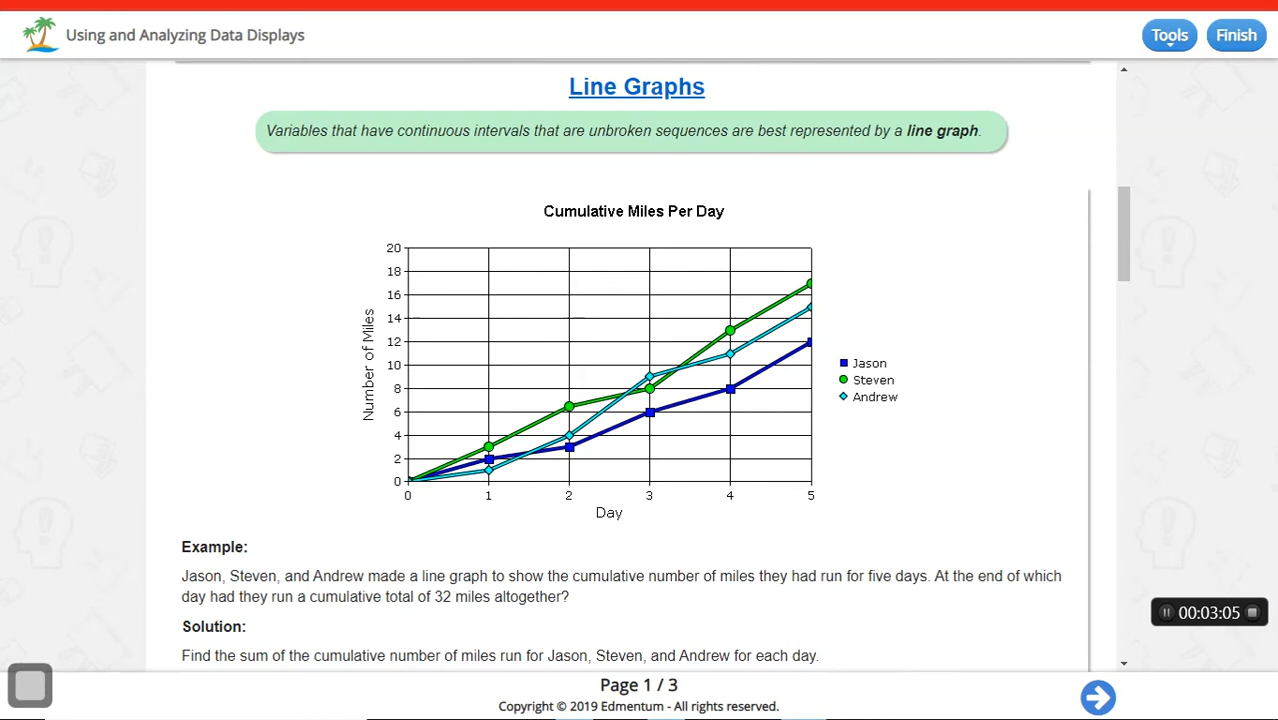 Using and Analyzing Data Displays
Tools
Finish
Line Graphs
Variables that have continuous intervals that are unbroken sequences are best represented by a line graph.
Cumulative Miles Per Day
20
18
16
14
12
10
8
6
4
2
0
Number of Miles
0 1 2 3 4 5
Day
Jason
Steven
Andrew
Example:
Jason, Steven, and Andrew made a line graph to show the cumulative number of miles they had run for five days. At the end of which
day had they run a cumulative total of 32 miles altogether?
Solution:
Find the sum of the cumulative number of miles run for Jason, Steven, and Andrew for each day.
00:03:05
Page 1 / 3
Copyright © 2019 Edmentum - All rights reserved.